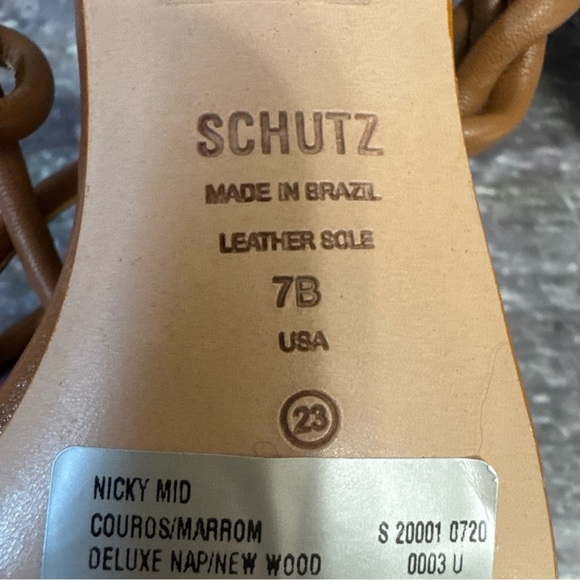 SCHUTZ
MADE IN BRAZIL
LEATHER SOLE
7B
USA
23
NICKY MID
COUROS/MARROM S 20001 0720
DELUXE NAP/NEW WOOD 0003 U